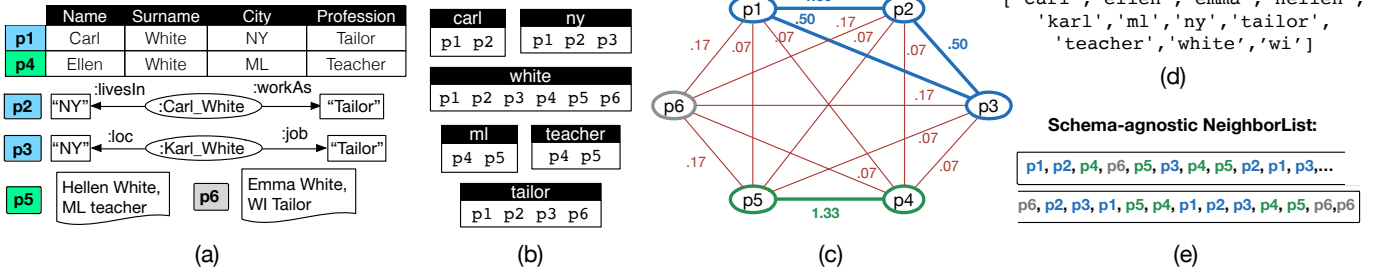 Name Surname City Profession
p1 Carl White NY Tailor
p4 Ellen White ML Teacher
p2 "NY" :livesIn :Carl_White :workAs "Tailor"
p3 "NY" :loc :Karl_White :job "Tailor"
p5 Hellen White,
ML teacher
p6 Emma White,
WI Tailor
(a)
carl
p1 p2
ny
p1 p2 p3
white
p1 p2 p3 p4 p5 p6
ml
p4 p5
teacher
p4 p5
tailor
p1 p2 p3 p6
(b)
p1 p2
.50 .17
.17 .07 .07 .07 .50
p6 .17 p3
.07
.17 .07 .07
p5 p4
1.33
(c)
'karl','ml','ny','tailor',
'teacher','white','wi']
(d)
Schema-agnostic NeighborList:
p1, p2, p4, p6, p5, p3, p4, p5, p2, p1, p3,...
p6, p2, p3, p1, p5, p4, p1, p2, p3, p4, p5, p6,p6
(e)